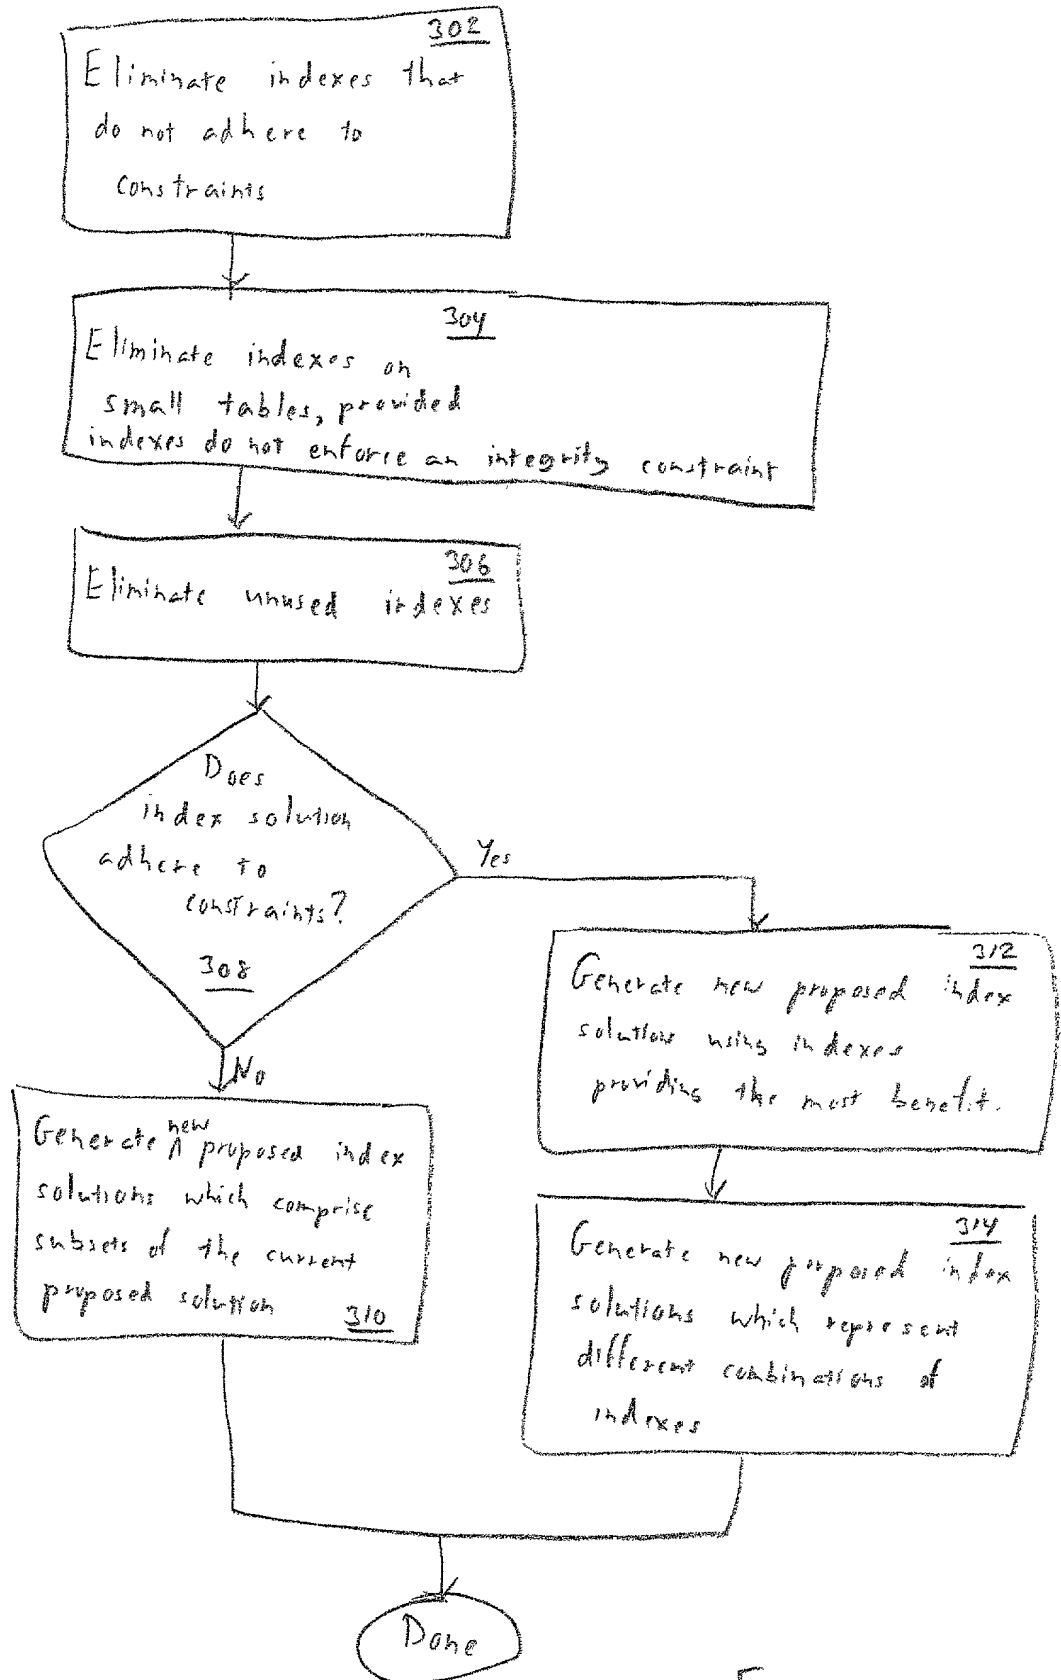 302
Eliminate indexes that
do not adhere to
constraints
304
Eliminate indexes on
small tables, provided
indexes do not enforce an integrity constraint
306
Eliminate unused indexes
Does
index solution
adhere to
constraints?
308
Yes
No
312
Generate new proposed index
solutions using indexes
providing the most benefit.
new
Generate ^ proposed index
solutions which comprise
subsets of the current
proposed solution
310
314
Generate new proposed index
solutions which represent
different combinations of
indexes
Done